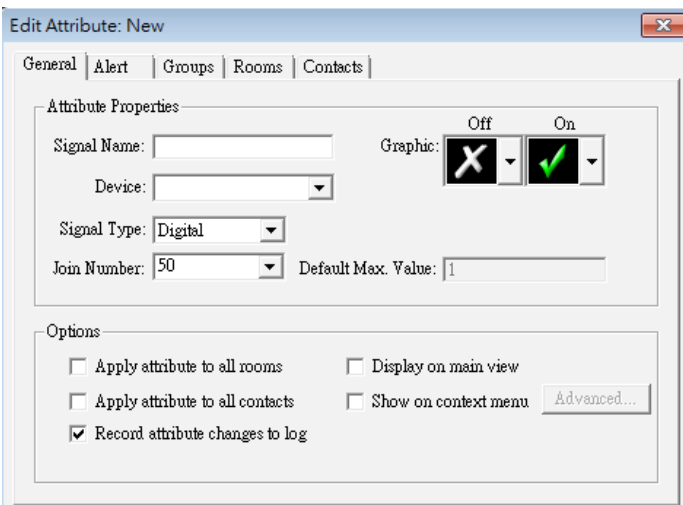 Edit Attribute: New
General Alert Groups Rooms Contacts
Attribute Properties
Off On
Signal Name: Graphic:
Device:
Signal Type: Digital
Join Number: 50 Default Max. Value: 1
Options
Apply attribute to all rooms Display on main view
Apply attribute to all contacts Show on context menu Advanced...
Record attribute changes to log